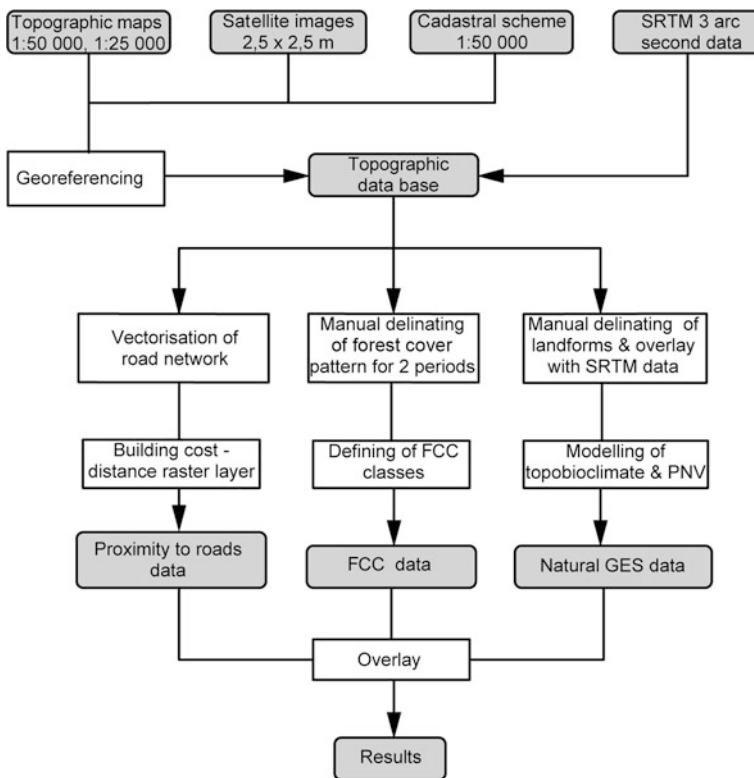 Topographic maps
1:50 000, 1:25 000
Satellite images
2,5 x 2,5 m
Cadastral scheme
1:50 000
SRTM 3 arc
second data
Georeferencing
Topographic
data base
Vectorisation of
road network
Manual delinating
of forest cover
pattern for 2 periods
Manual delinating of
landforms & overlay
with SRTM data
Building cost -
distance raster layer
Defining of FCC
classes
Modelling of
topobioclimate & PNV
Proximity to roads
data
FCC data
Natural GES data
Overlay
Results